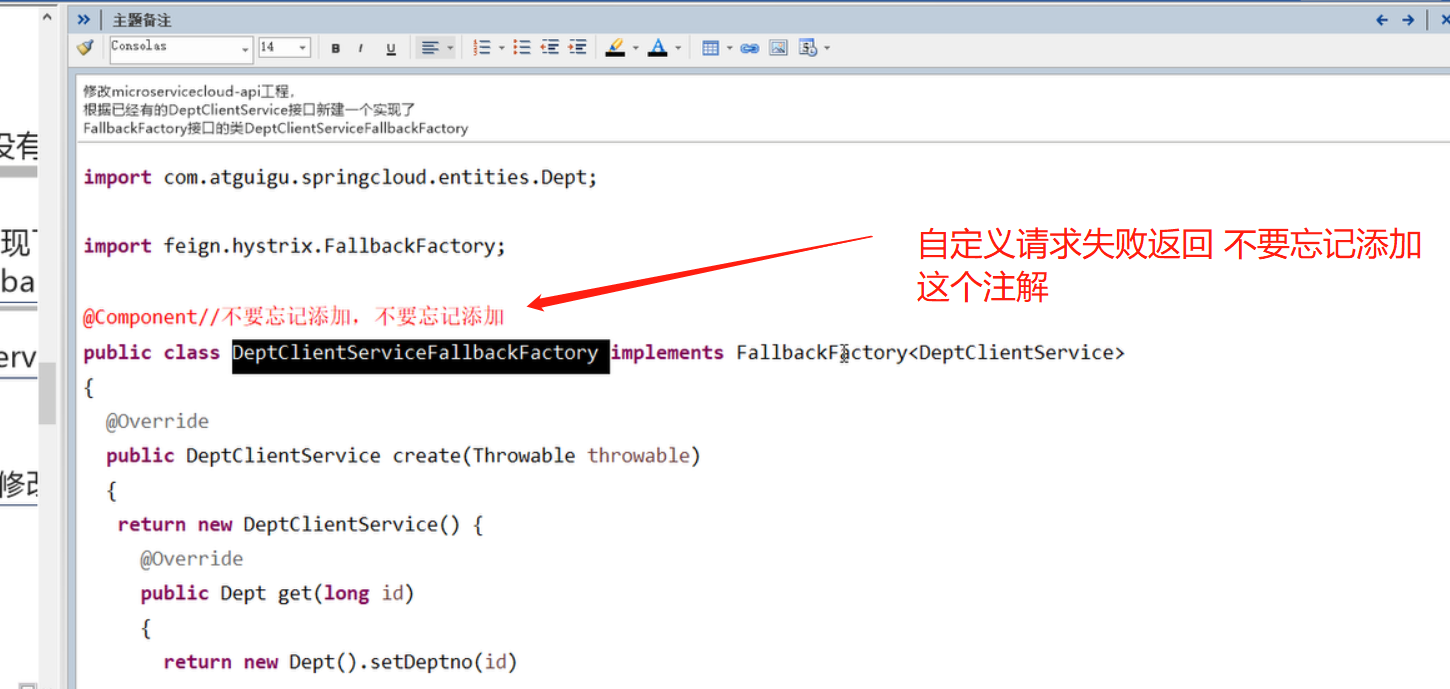 主题备注
Consolas
14
B I U
没有
修改microservicecloud-api工程,
根据已经有的DeptClientService接口新建一个实现了
FallbackFactory接口的类DeptClientServiceFallbackFactory
import com.atguigu.springcloud.entities.Dept;
现了
ba
import feign.hystrix.FallbackFactory;
自定义请求失败返回 不要忘记添加
这个注解
@Component//不要忘记添加，不要忘记添加
erv
public class DeptClientServiceFallbackFactory implements FallbackFactory<DeptClientService>
{
@Override
public DeptClientService create(Throwable throwable)
修改
{
return new DeptClientService() {
@Override
public Dept get(long id)
{
return new Dept().setDeptno(id)